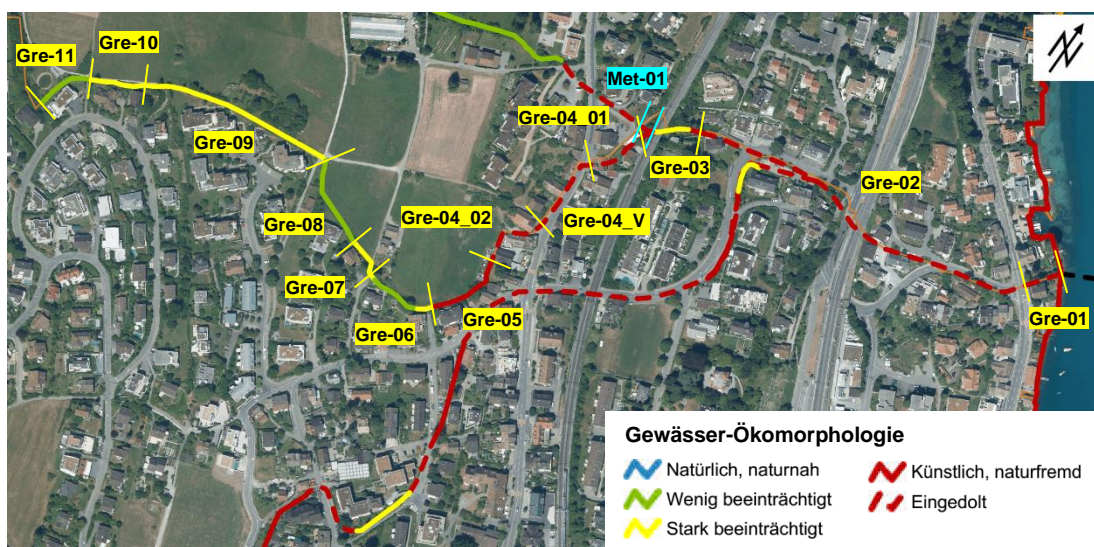 Gre-10
Gre-11
Met-01
Gre-04_01
Gre-09
Gre-03
Gre-02
Gre-04_02
Gre-04_V
Gre-08
Gre-07
Gre-05
Gre-01
Gre-06
Gewässer-Ökomorphologie
Natürlich, naturnah
Künstlich, naturfremd
Wenig beeinträchtigt
Eingedolt
Stark beeinträchtigt
N